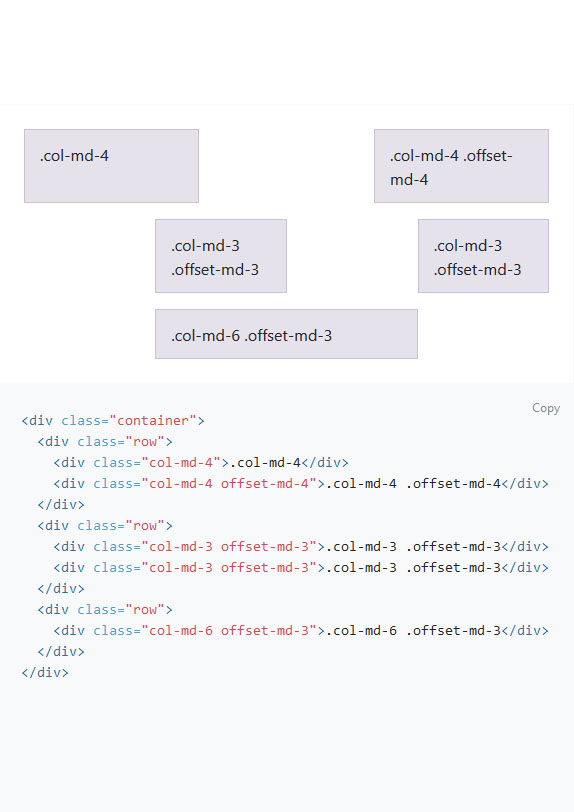 .col-md-4
.col-md-4 .offset-
md-4
.col-md-3
.offset-md-3
.col-md-3
.offset-md-3
.col-md-6 .offset-md-3
Copy
<div class="container">
  <div class="row">
    <div class="col-md-4">.col-md-4</div>
    <div class="col-md-4 offset-md-4">.col-md-4 .offset-md-4</div>
  </div>
  <div class="row">
    <div class="col-md-3 offset-md-3">.col-md-3 .offset-md-3</div>
    <div class="col-md-3 offset-md-3">.col-md-3 .offset-md-3</div>
  </div>
  <div class="row">
    <div class="col-md-6 offset-md-3">.col-md-6 .offset-md-3</div>
  </div>
</div>